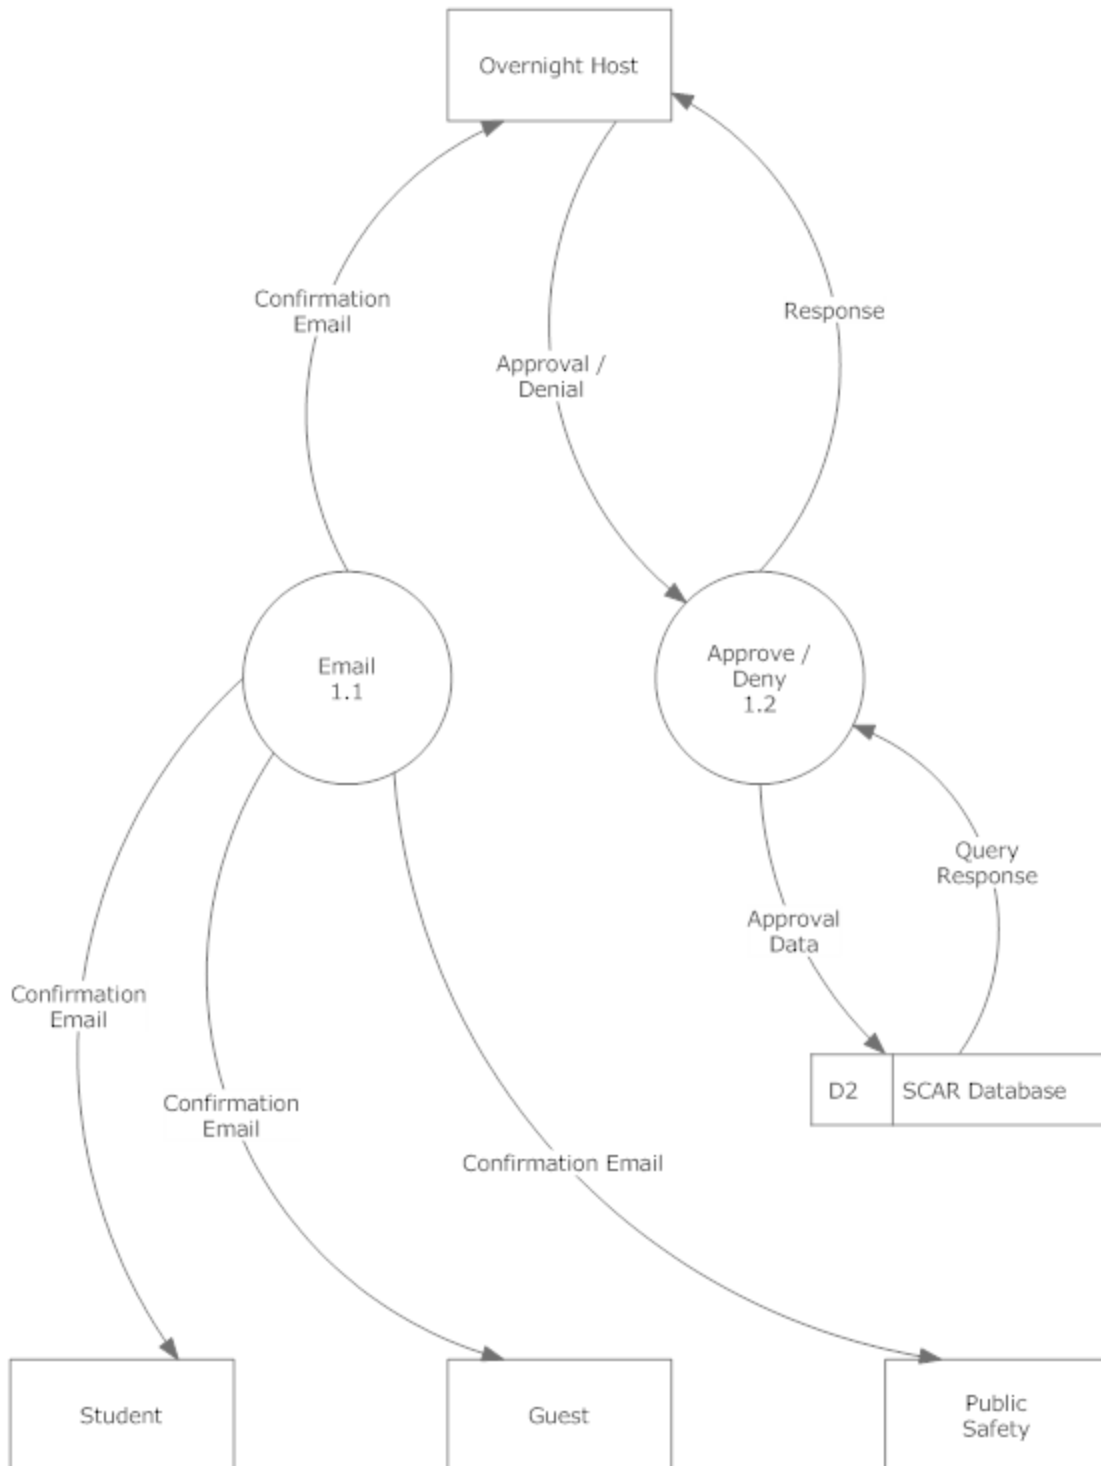 Overnight Host
Confirmation
Email
Response
Approval /
Denial
Email
1.1
Approve /
Deny
1.2
Query
Response
Approval
Data
Confirmation
Email
D2
SCAR Database
Confirmation
Email
Confirmation Email
Student
Guest
Public
Safety